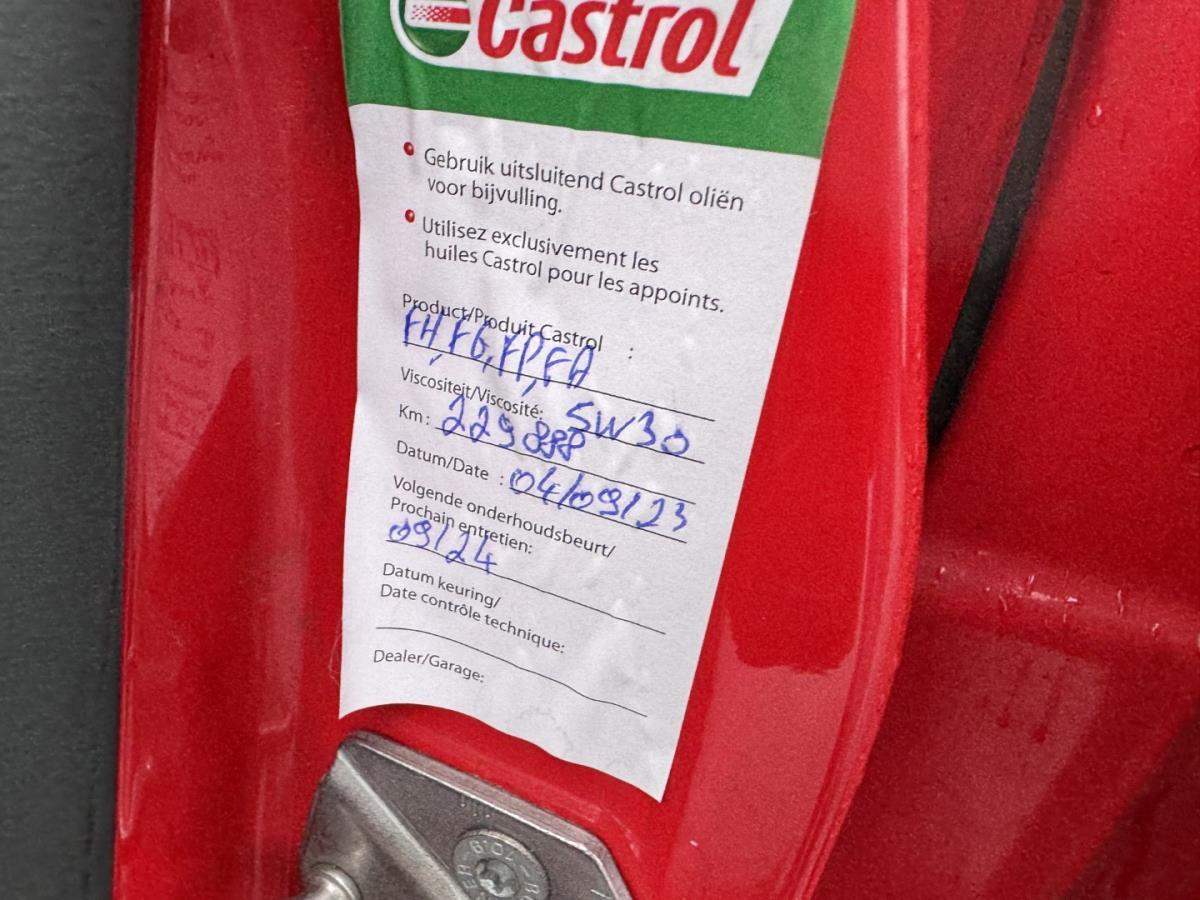 Castrol
• Gebruik uitsluitend Castrol oliën
voor bijvulling.
• Utilisez exclusivement les
huiles Castrol pour les appoints.
Product/Produit Castrol :
FH, FG, FP, FA
Viscositeit/Viscosité: 5W30
Km: 229888
Datum/Date : 04/09/23
Volgende onderhoudsbeurt/
Prochain entretien:
09/24
Datum keuring/
Date contrôle technique:
Dealer/Garage: